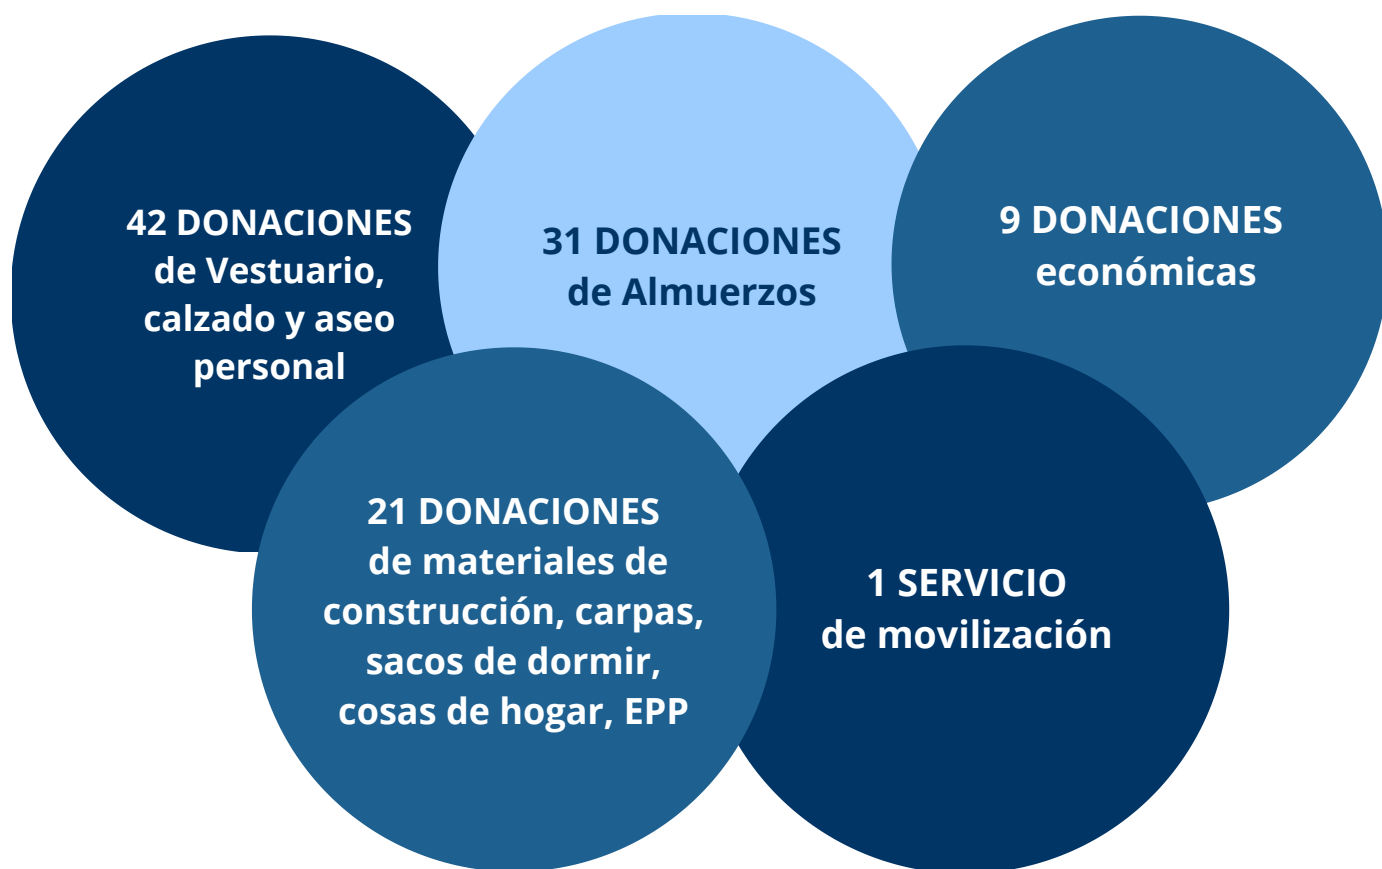 42 DONACIONES
de Vestuario,
calzado y aseo
personal
31 DONACIONES
de Almuerzos
9 DONACIONES
económicas
21 DONACIONES
de materiales de
construcción, carpas,
sacos de dormir,
cosas de hogar, EPP
1 SERVICIO
de movilización